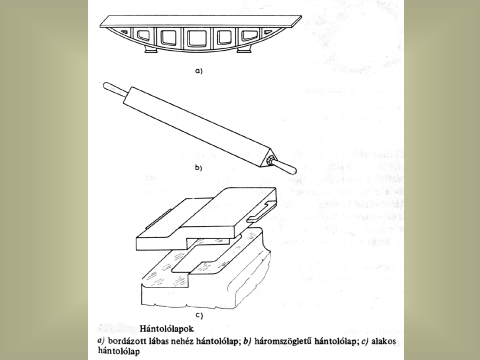 a)
b)
c)
Hántolólapok
a) bordázott lábas nehéz hántolólap; b) háromszögletű hántolólap; c) alakos
hántolólap